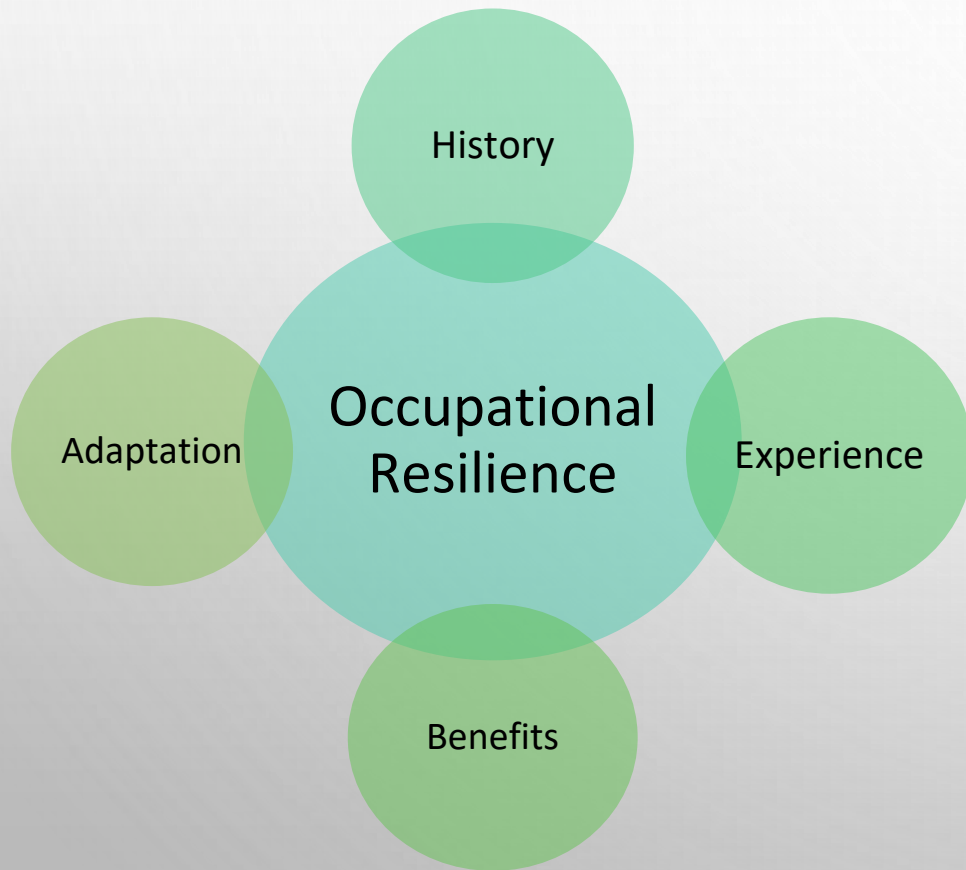 History
Occupational
Resilience
Adaptation
Experience
Benefits